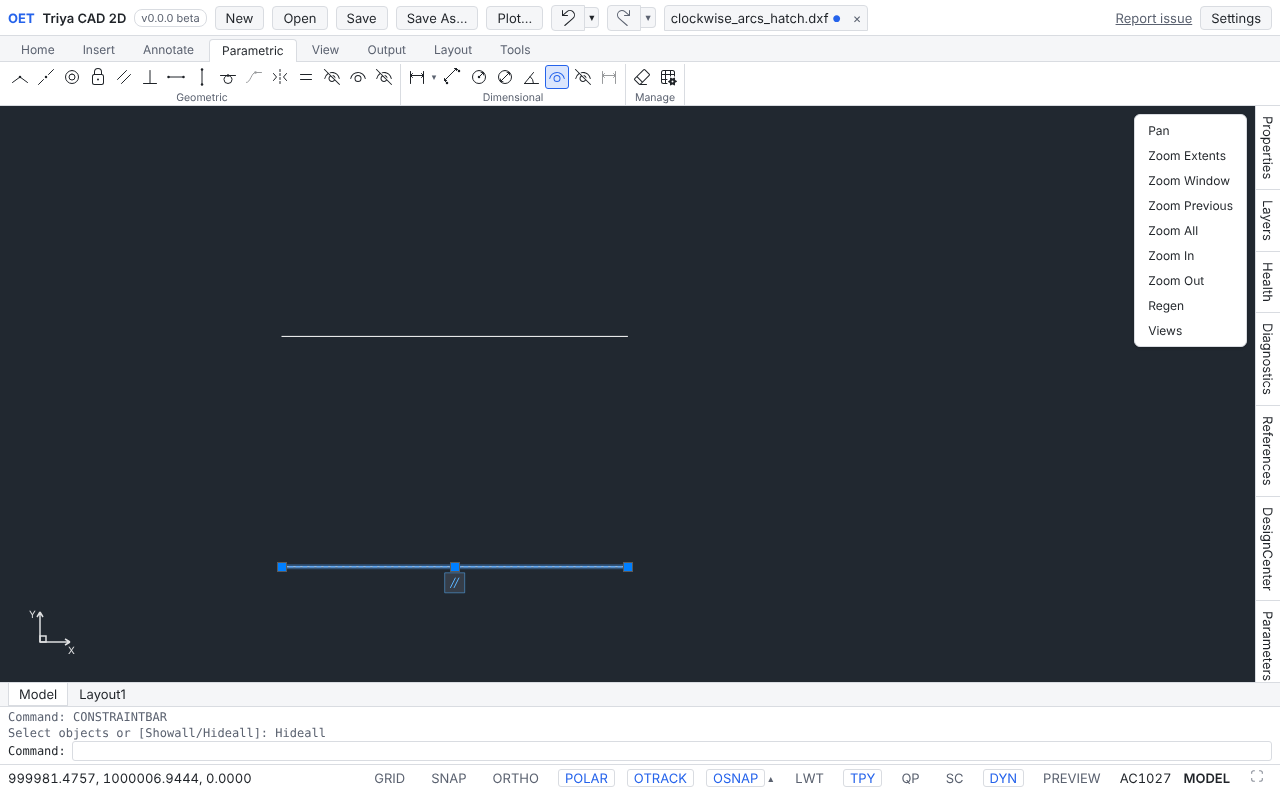 OET Triya CAD 2D v0.0.0 beta New Open Save Save As... Plot... clockwise_arcs_hatch.dxf × Report issue Settings
Home Insert Annotate Parametric View Output Layout Tools
Geometric Dimensional Manage
Pan
Zoom Extents
Zoom Window
Zoom Previous
Zoom All
Zoom In
Zoom Out
Regen
Views
Properties
Layers
Health
Diagnostics
References
DesignCenter
Parameters
Y
X
Model Layout1
Command: CONSTRAINTBAR
Select objects or [Showall/Hideall]: Hideall
Command:
999981.4757, 1000006.9444, 0.0000 GRID SNAP ORTHO POLAR OTRACK OSNAP LWT TPY QP SC DYN PREVIEW AC1027 MODEL